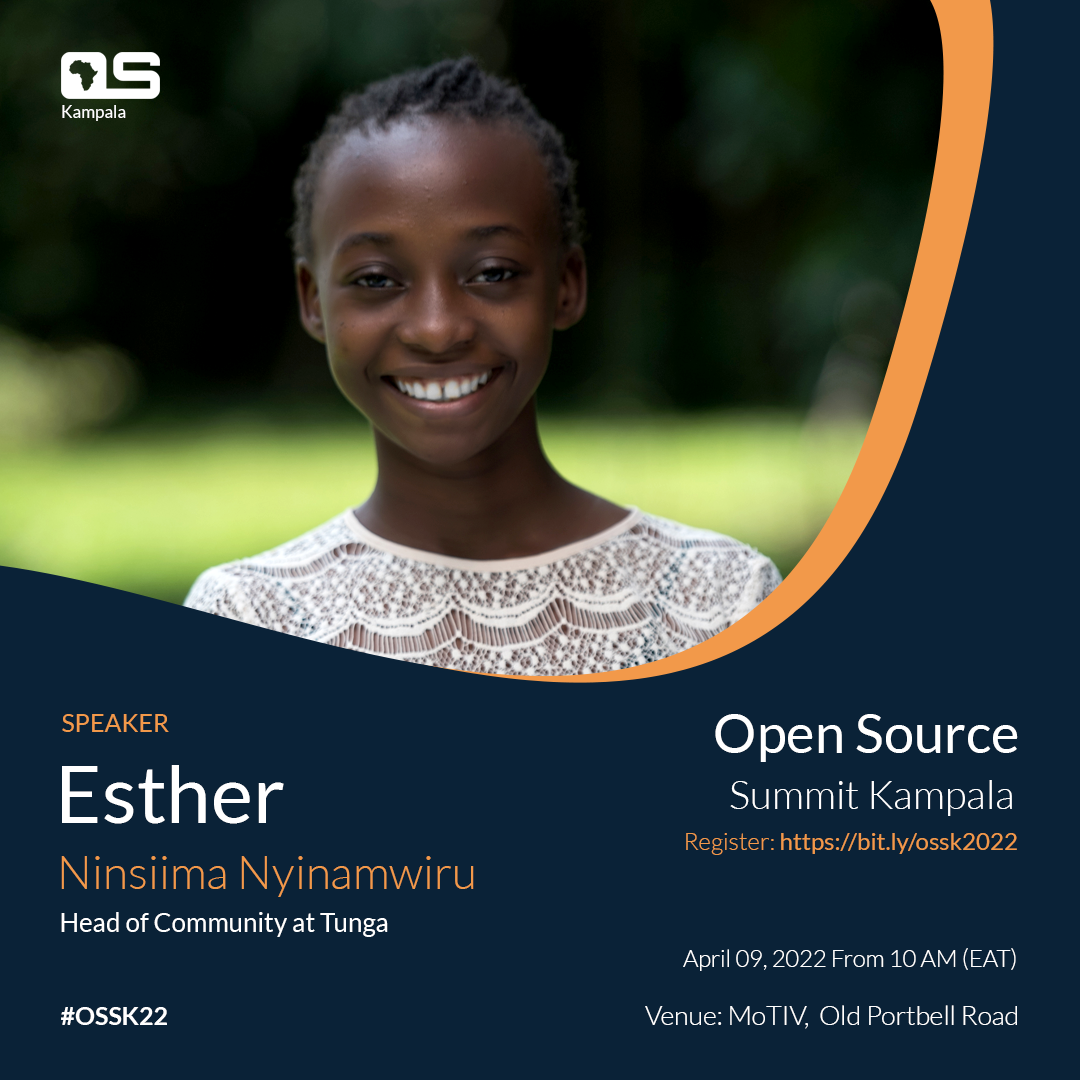 OS
Kampala
SPEAKER
Esther
Ninsiima Nyinamwiru
Head of Community at Tunga
#OSSK22
Open Source
Summit Kampala
Register: https://bit.ly/ossk2022
April 09, 2022 From 10 AM (EAT)
Venue: MoTIV, Old Portbell Road